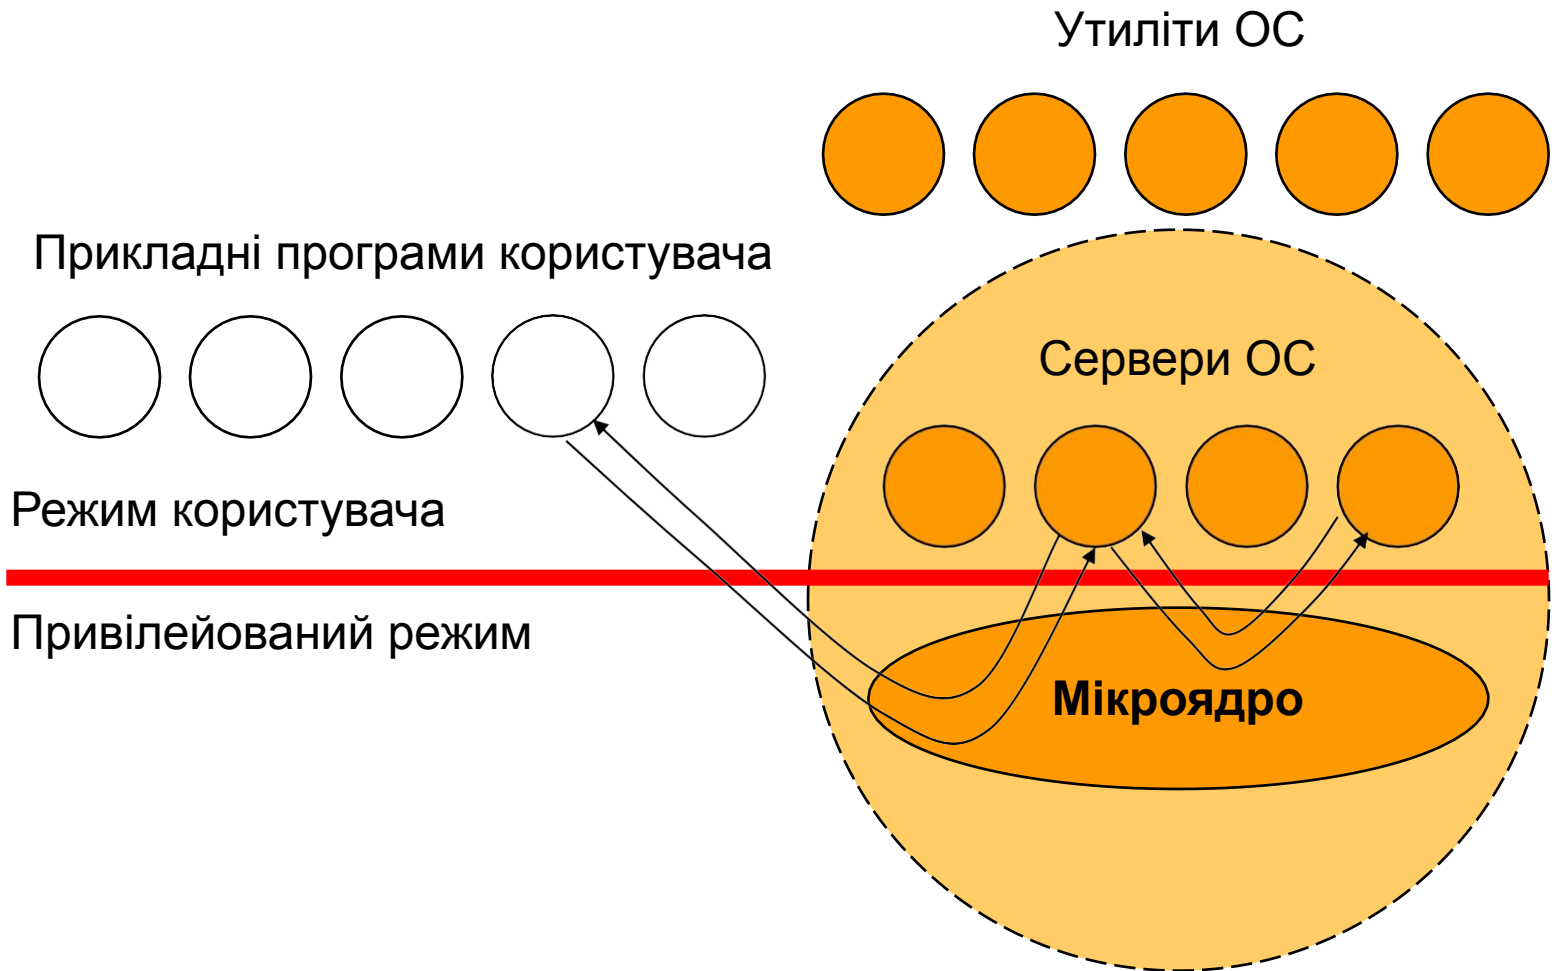 Утиліти ОС
Прикладні програми користувача
Сервери ОС
Режим користувача
Привілейований режим
Мікроядро